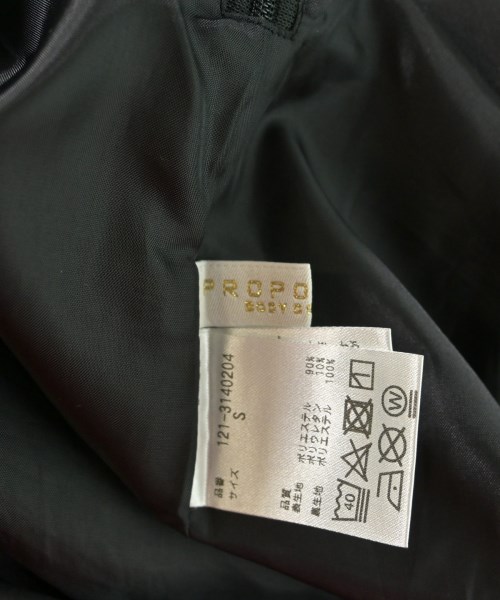 PROPO
BODY D
品番 121-3140204
サイズ S
品質
表生地 ポリエステル 90%
ポリウレタン 10%
裏生地 ポリエステル 100%
40
W